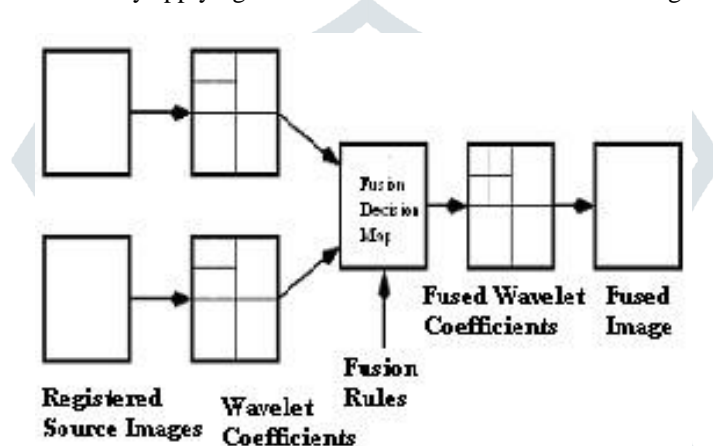 Fusion
Decision
Map
Fused Wavelet
Coefficients
Fused
Image
Fusion
Rules
Registered
Source Images
Wavelet
Coefficients